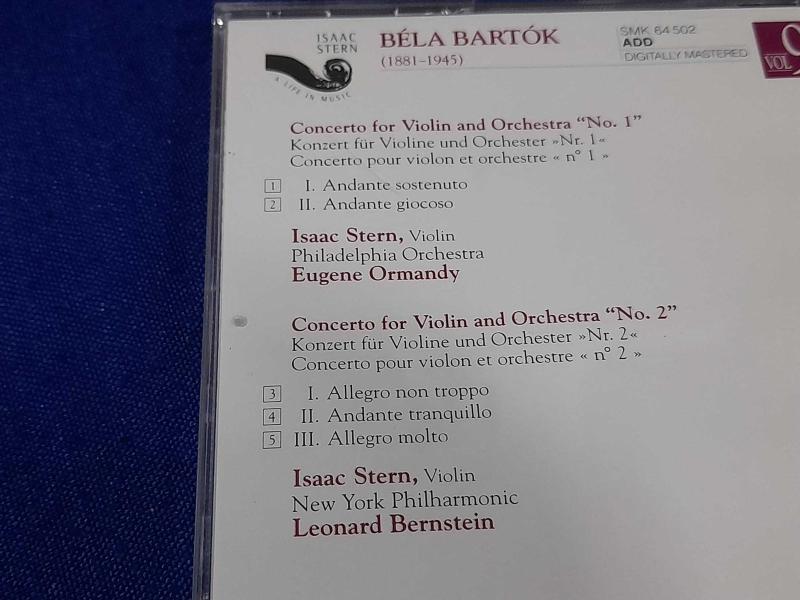 ISAAC
STERN
A LIFE IN MUSIC
BÉLA BARTÓK
(1881–1945)
SMK 64 502
ADD
DIGITALLY MASTERED
VOL 9
Concerto for Violin and Orchestra “No. 1”
Konzert für Violine und Orchester »Nr. 1«
Concerto pour violon et orchestre « n° 1 »
1 I. Andante sostenuto
2 II. Andante giocoso
Isaac Stern, Violin
Philadelphia Orchestra
Eugene Ormandy
Concerto for Violin and Orchestra “No. 2”
Konzert für Violine und Orchester »Nr. 2«
Concerto pour violon et orchestre « n° 2 »
3 I. Allegro non troppo
4 II. Andante tranquillo
5 III. Allegro molto
Isaac Stern, Violin
New York Philharmonic
Leonard Bernstein